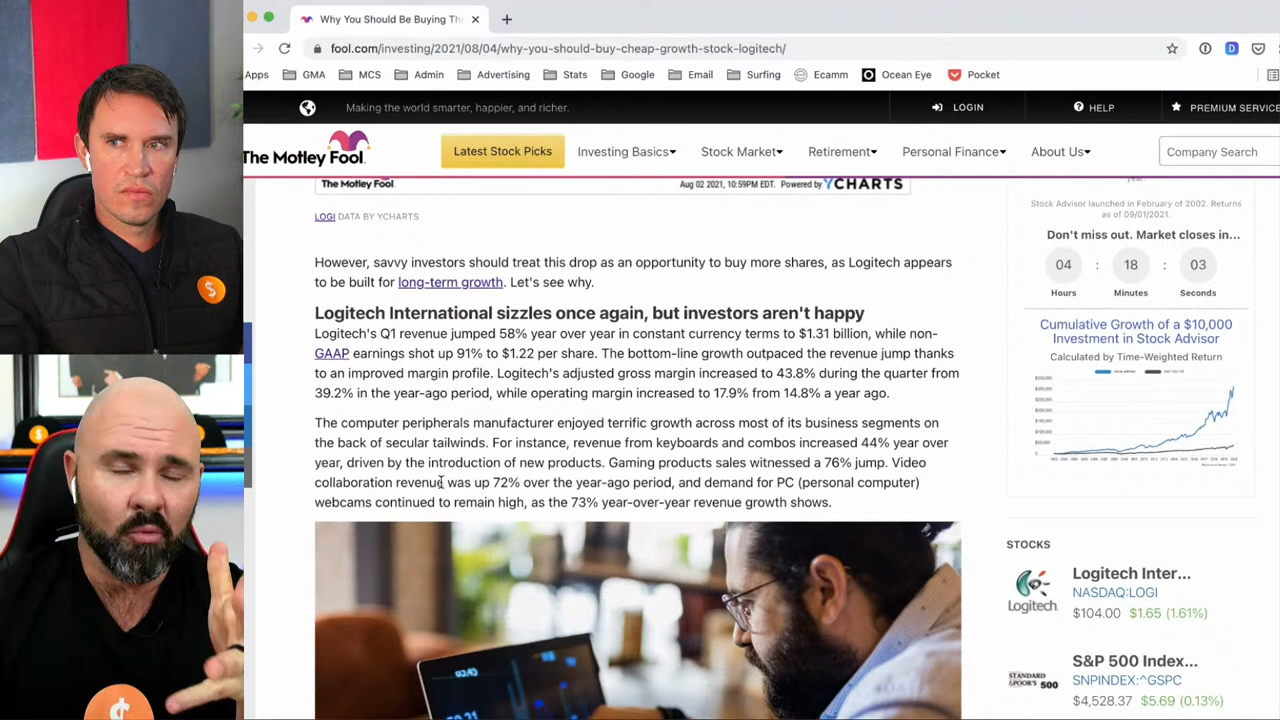 Why You Should Be Buying Th
fool.com/investing/2021/08/04/why-you-should-buy-cheap-growth-stock-logitech/
Apps GMA MCS Admin Advertising Stats Google Email Surfing Ecamm Ocean Eye Pocket
Making the world smarter, happier, and richer.
LOGIN
HELP
PREMIUM SERVICE
The Motley Fool.
Latest Stock Picks
Investing Basics
Stock Market
Retirement
Personal Finance
About Us
Company Search
The Motley Fool.
Aug 02 2021, 10:59PM EDT. Powered by YCHARTS
LOGI DATA BY YCHARTS
However, savvy investors should treat this drop as an opportunity to buy more shares, as Logitech appears
to be built for long-term growth. Let's see why.
Logitech International sizzles once again, but investors aren't happy
Logitech's Q1 revenue jumped 58% year over year in constant currency terms to $1.31 billion, while non-
GAAP earnings shot up 91% to $1.22 per share. The bottom-line growth outpaced the revenue jump thanks
to an improved margin profile. Logitech's adjusted gross margin increased to 43.8% during the quarter from
39.2% in the year-ago period, while operating margin increased to 17.9% from 14.8% a year ago.
The computer peripherals manufacturer enjoyed terrific growth across most of its business segments on
the back of secular tailwinds. For instance, revenue from keyboards and combos increased 44% year over
year, driven by the introduction of new products. Gaming products sales witnessed a 76% jump. Video
collaboration revenue was up 72% over the year-ago period, and demand for PC (personal computer)
webcams continued to remain high, as the 73% year-over-year revenue growth shows.
year.
Stock Advisor launched in February of 2002. Returns
as of 09/01/2021.
Don't miss out. Market closes in...
04 : 18 : 03
Hours Minutes Seconds
Cumulative Growth of a $10,000
Investment in Stock Advisor
Calculated by Time-Weighted Return
STOCKS
Logitech
Logitech Inter...
NASDAQ:LOGI
$104.00 $1.65 (1.61%)
STANDARD
&POOR'S
500
S&P 500 Index...
SNPINDEX:^GSPC
$4,528.37 $5.69 (0.13%)